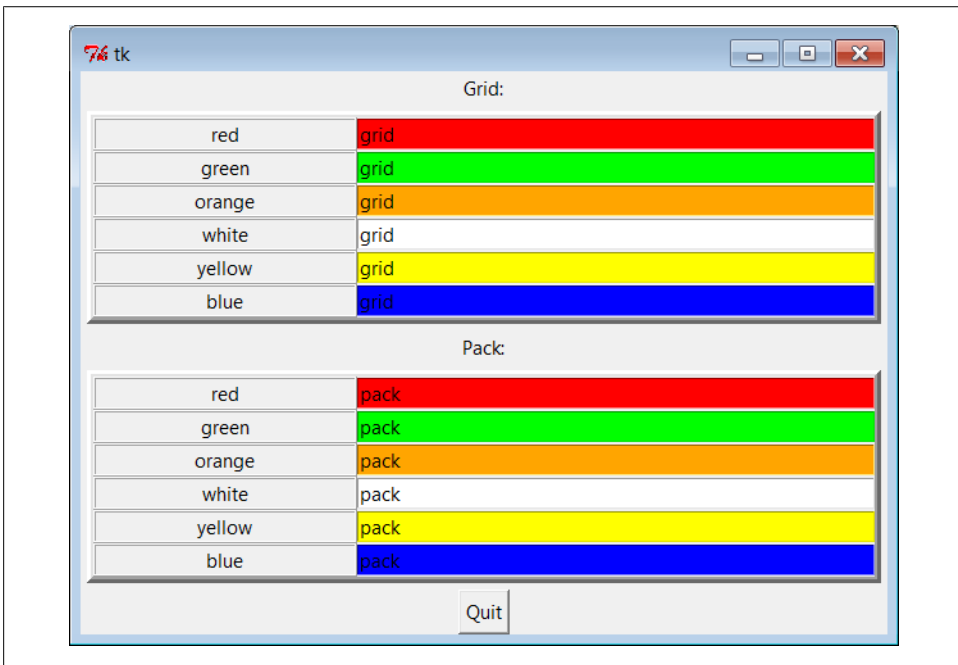 tk
Grid:
red grid
green grid
orange grid
white grid
yellow grid
blue grid
Pack:
red pack
green pack
orange pack
white pack
yellow pack
blue pack
Quit